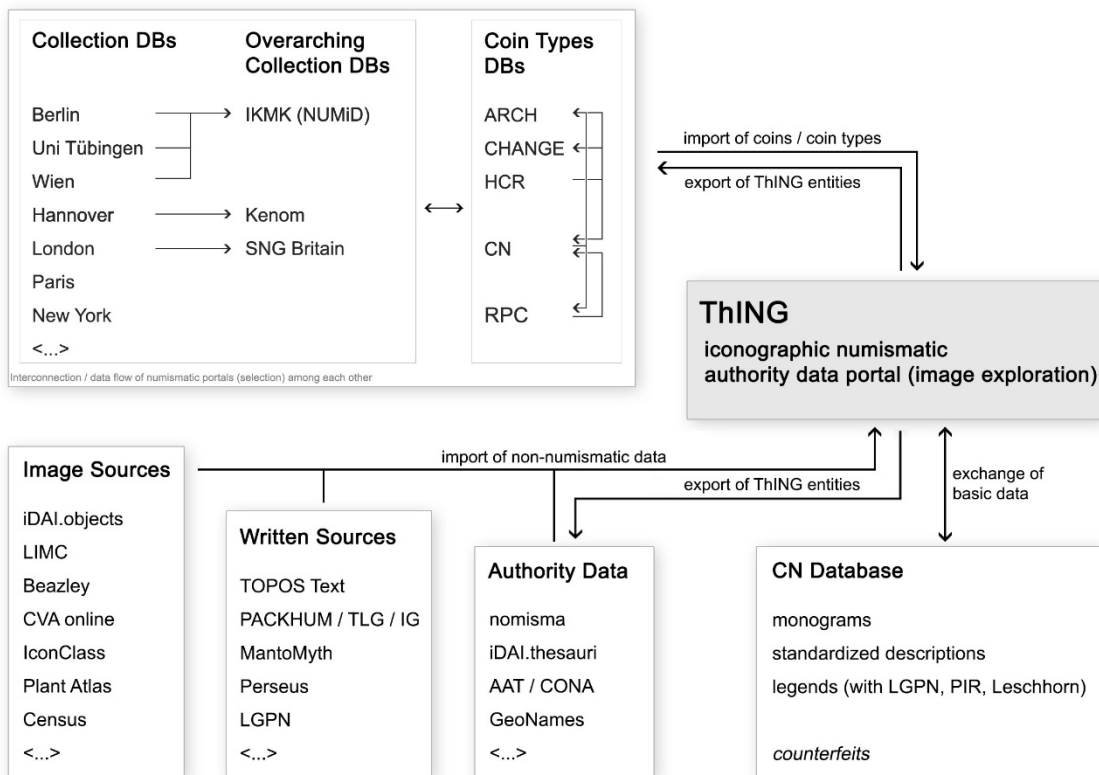 Collection DBs
Overarching
Collection DBs
Coin Types
DBs
Berlin
Uni Tübingen
Wien
Hannover
London
Paris
New York
<...>
IKMK (NUMiD)
Kenom
SNG Britain
ARCH
CHANGE
HCR
CN
RPC
Interconnection / data flow of numismatic portals (selection) among each other
import of coins / coin types
export of ThING entities
ThING
iconographic numismatic
authority data portal (image exploration)
import of non-numismatic data
export of ThING entities
exchange of
basic data
Image Sources
iDAI.objects
LIMC
Beazley
CVA online
IconClass
Plant Atlas
Census
<...>
Written Sources
TOPOS Text
PACKHUM / TLG / IG
MantoMyth
Perseus
LGPN
<...>
Authority Data
nomisma
iDAI.thesauri
AAT / CONA
GeoNames
<...>
CN Database
monograms
standardized descriptions
legends (with LGPN, PIR, Leschhorn)
counterfeits